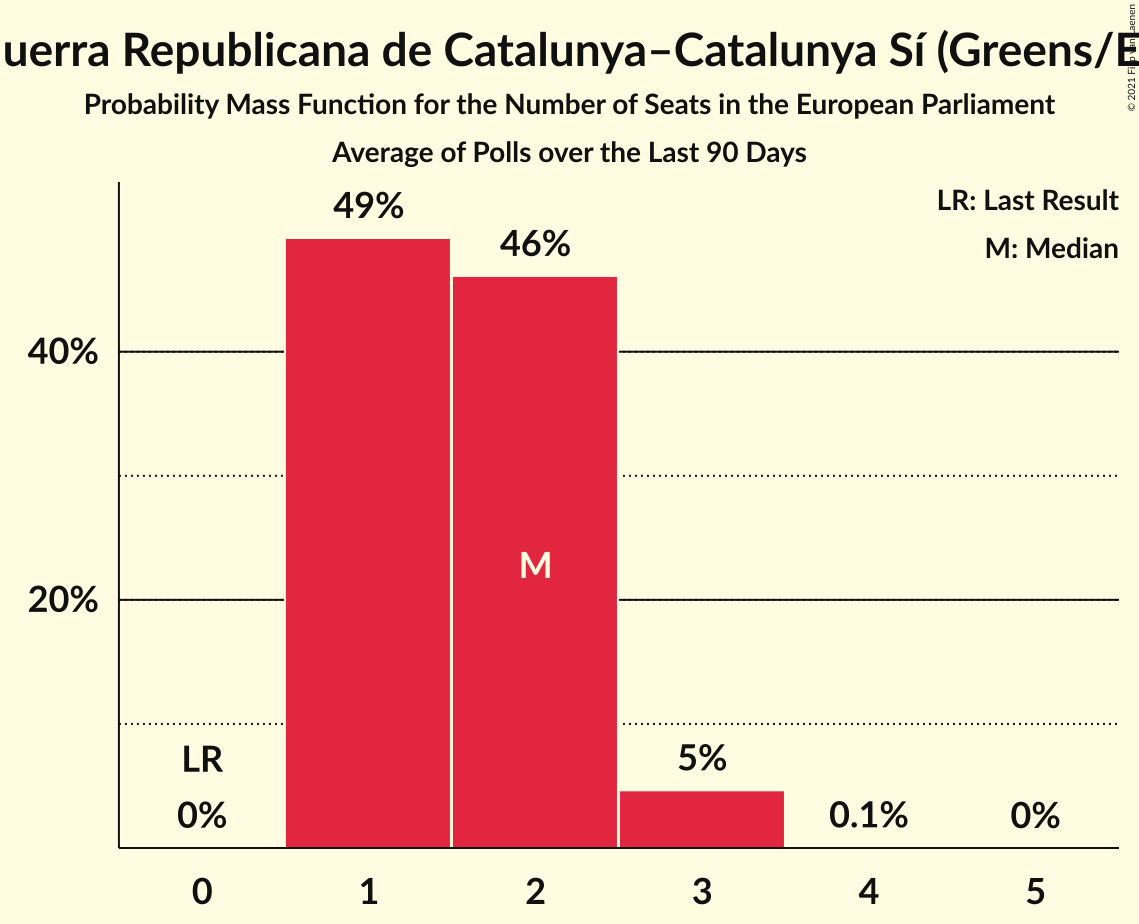 uerra Republicana de Catalunya–Catalunya Sí (Greens/E
Probability Mass Function for the Number of Seats in the European Parliament
Average of Polls over the Last 90 Days
LR: Last Result
M: Median
49%
46%
40%
M
20%
LR
5%
0%
0.1%
0%
0 1 2 3 4 5
© 2021